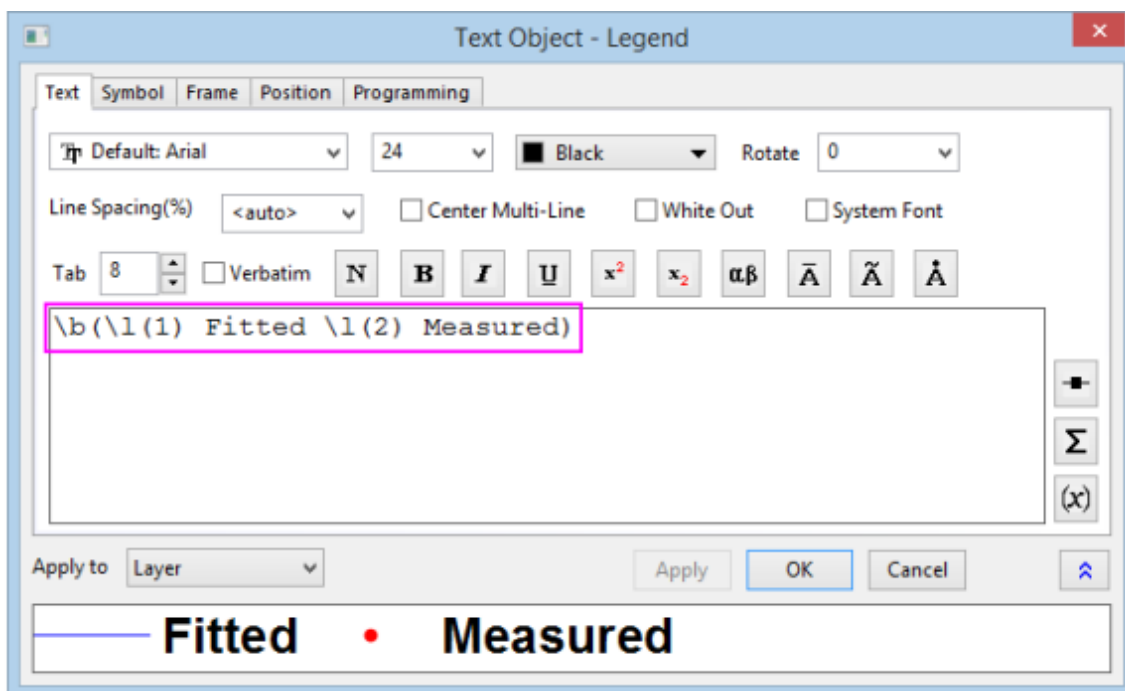 Text Object - Legend
Text Symbol Frame Position Programming
Default: Arial 24 Black Rotate 0
Line Spacing(%) <auto> Center Multi-Line White Out System Font
Tab 8 Verbatim N B I U x² x₂ αβ Ā Ã Å
\b(\l(1) Fitted \l(2) Measured)
Σ
(x)
Apply to Layer Apply OK Cancel
Fitted Measured